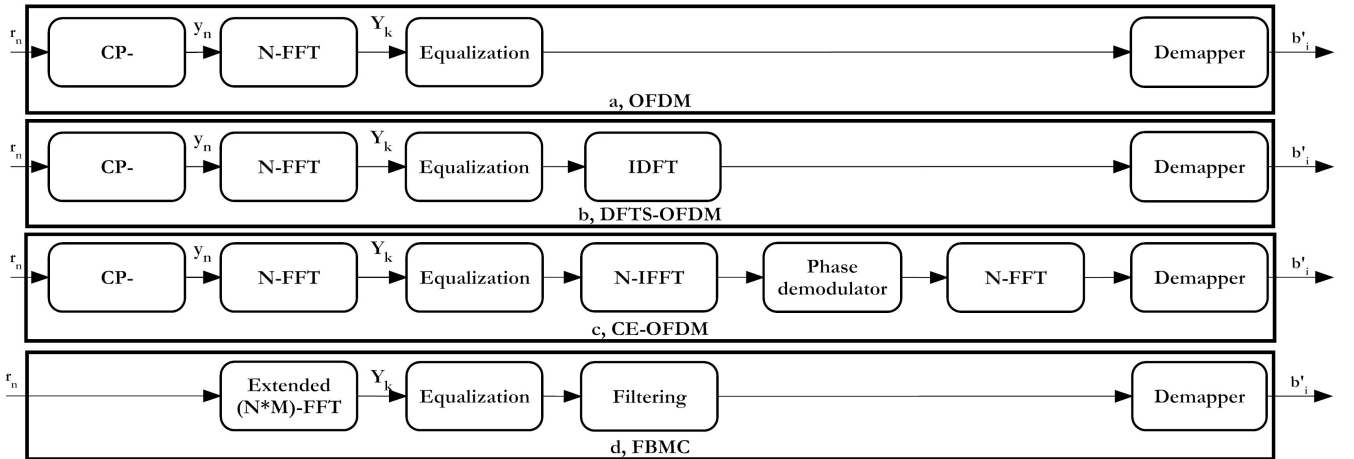 r_n CP- y_n N-FFT Y_k Equalization Demapper b'_i
a, OFDM
r_n CP- y_n N-FFT Y_k Equalization IDFT Demapper b'_i
b, DFTS-OFDM
r_n CP- y_n N-FFT Y_k Equalization N-IFFT Phase demodulator N-FFT Demapper b'_i
c, CE-OFDM
r_n Extended (N*M)-FFT Y_k Equalization Filtering Demapper b'_i
d, FBMC